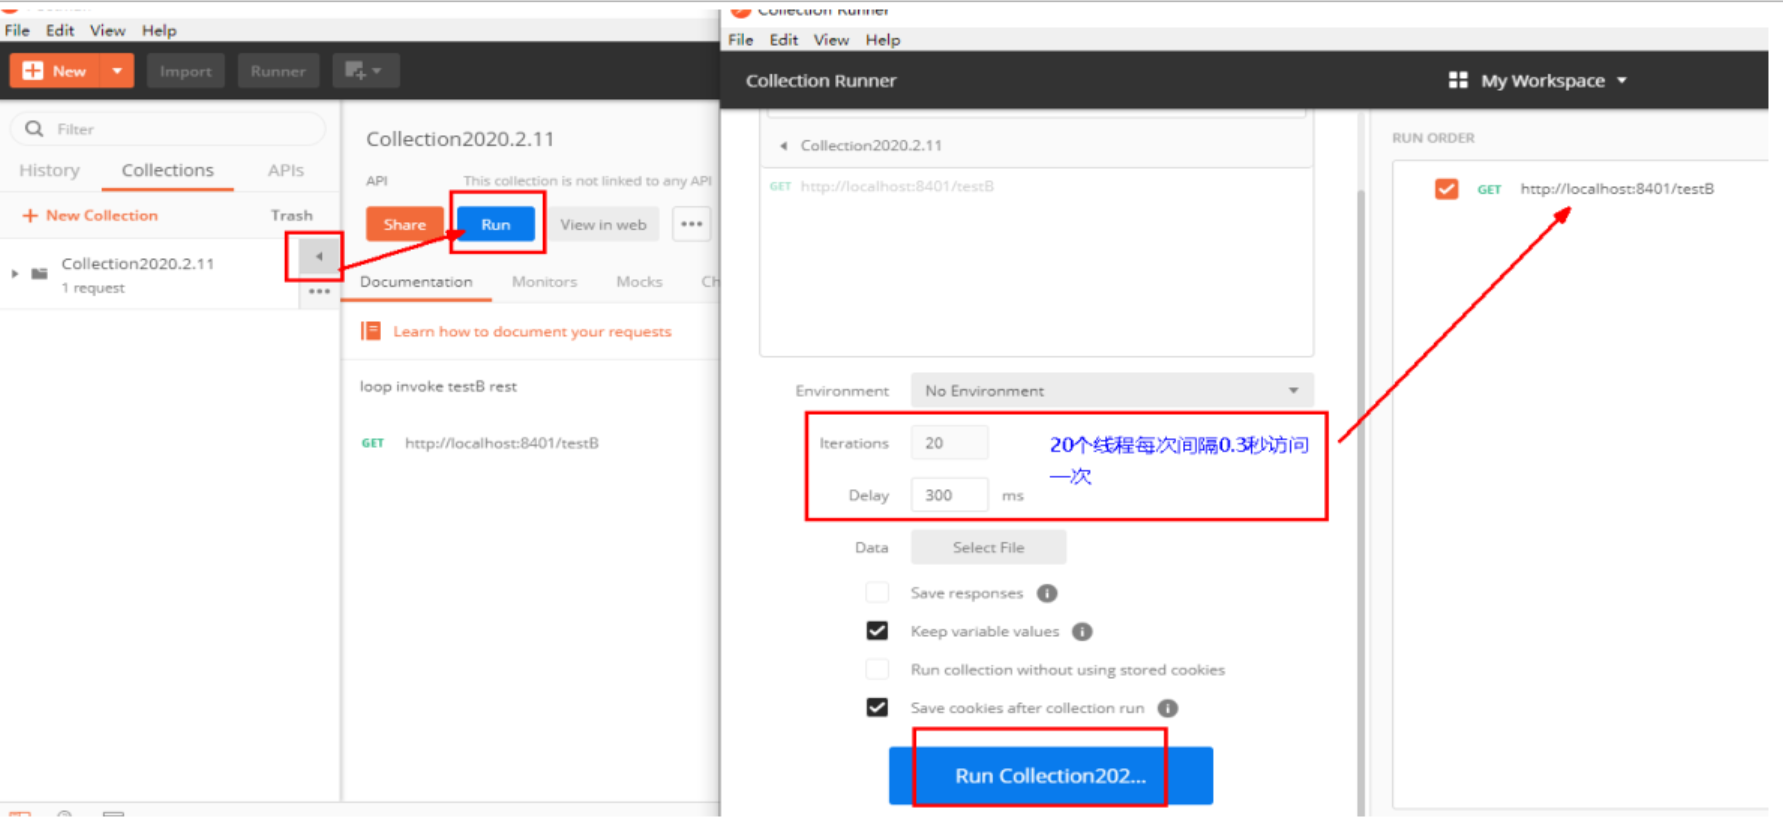 File Edit View Help
New
Import
Runner
Filter
History
Collections
APIs
+ New Collection
Trash
Collection2020.2.11
1 request
Collection2020.2.11
API
This collection is not linked to any API
Share
Run
View in web
Documentation
Monitors
Mocks
Ch
Learn how to document your requests
loop invoke testB rest
GET http://localhost:8401/testB
Collection Runner
File Edit View Help
Collection Runner
My Workspace
Collection2020.2.11
GET http://localhost:8401/testB
Environment
No Environment
Iterations
20
Delay
300
ms
20个线程每次间隔0.3秒访问
一次
Data
Select File
Save responses
Keep variable values
Run collection without using stored cookies
Save cookies after collection run
Run Collection202...
RUN ORDER
GET http://localhost:8401/testB